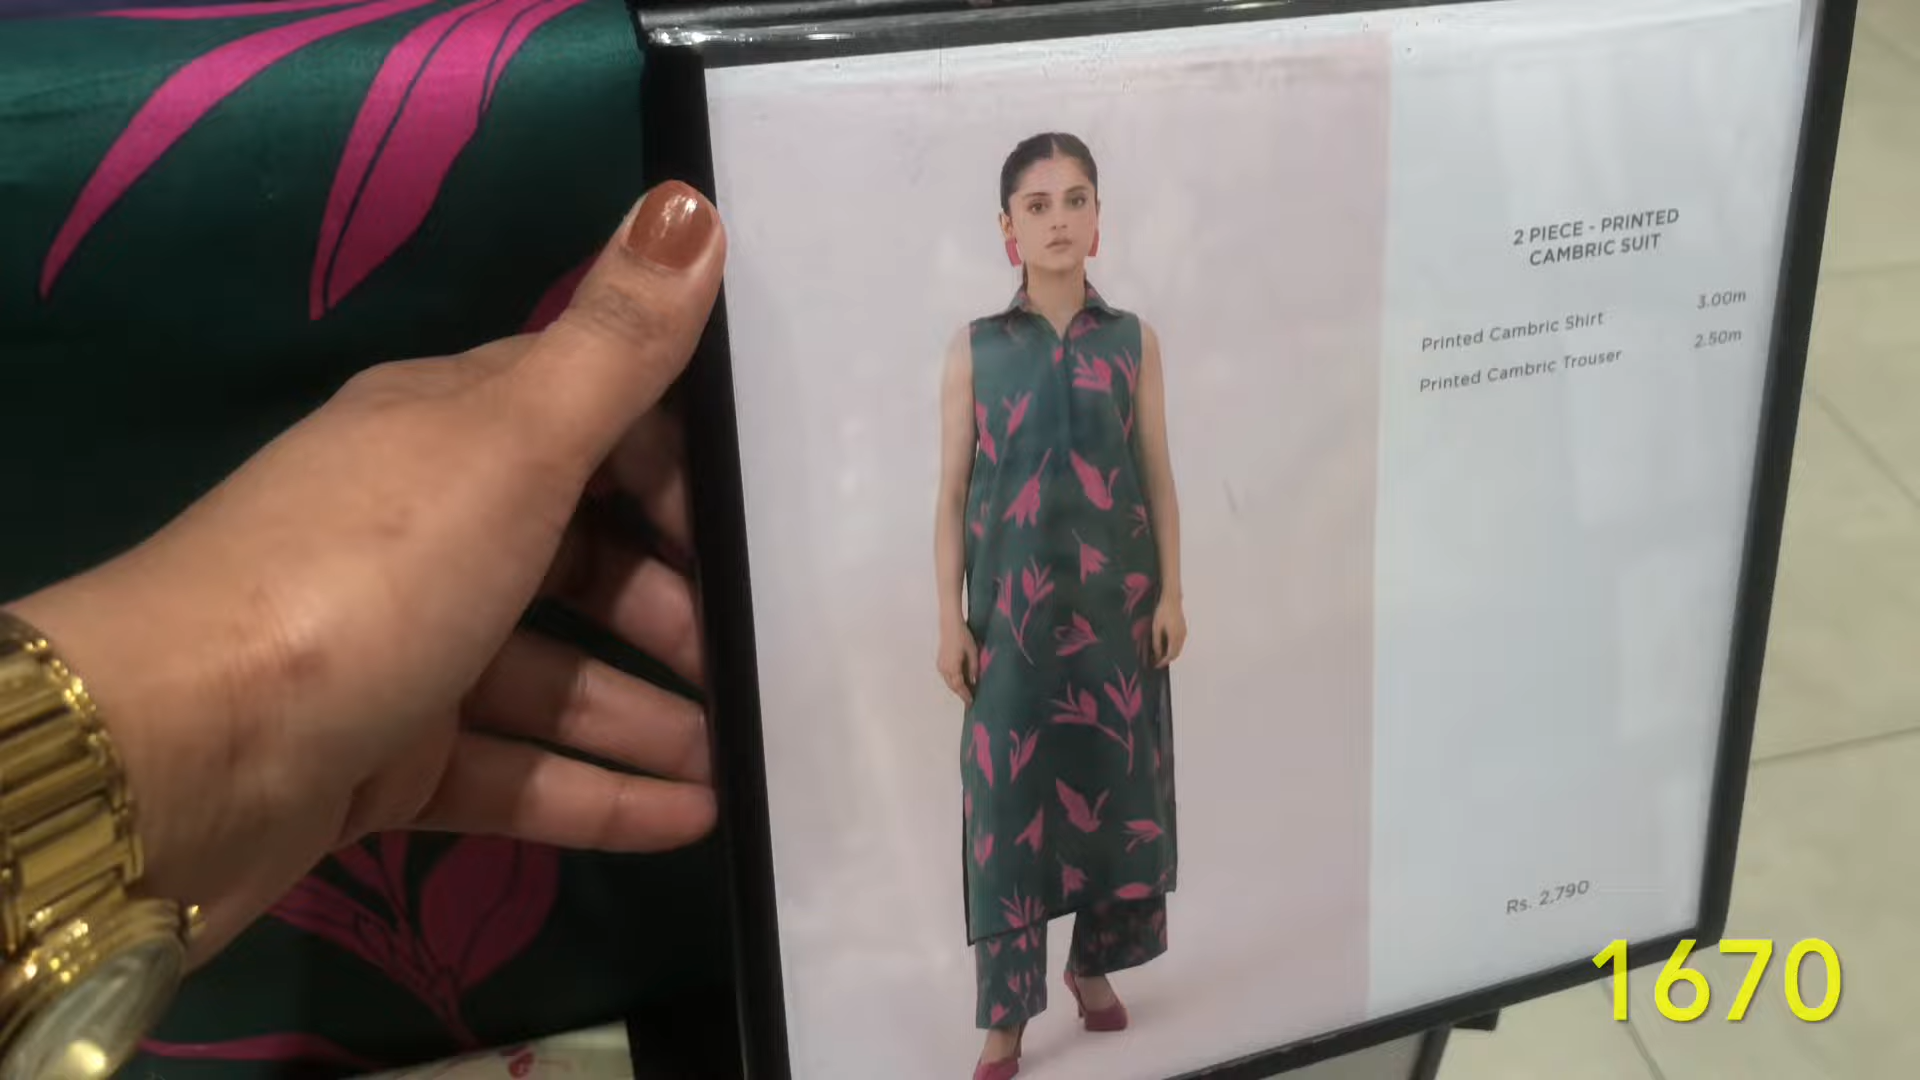 2 PIECE - PRINTED
CAMBRIC SUIT
Printed Cambric Shirt 3.00m
Printed Cambric Trouser 2.50m
Rs. 2,790
1670